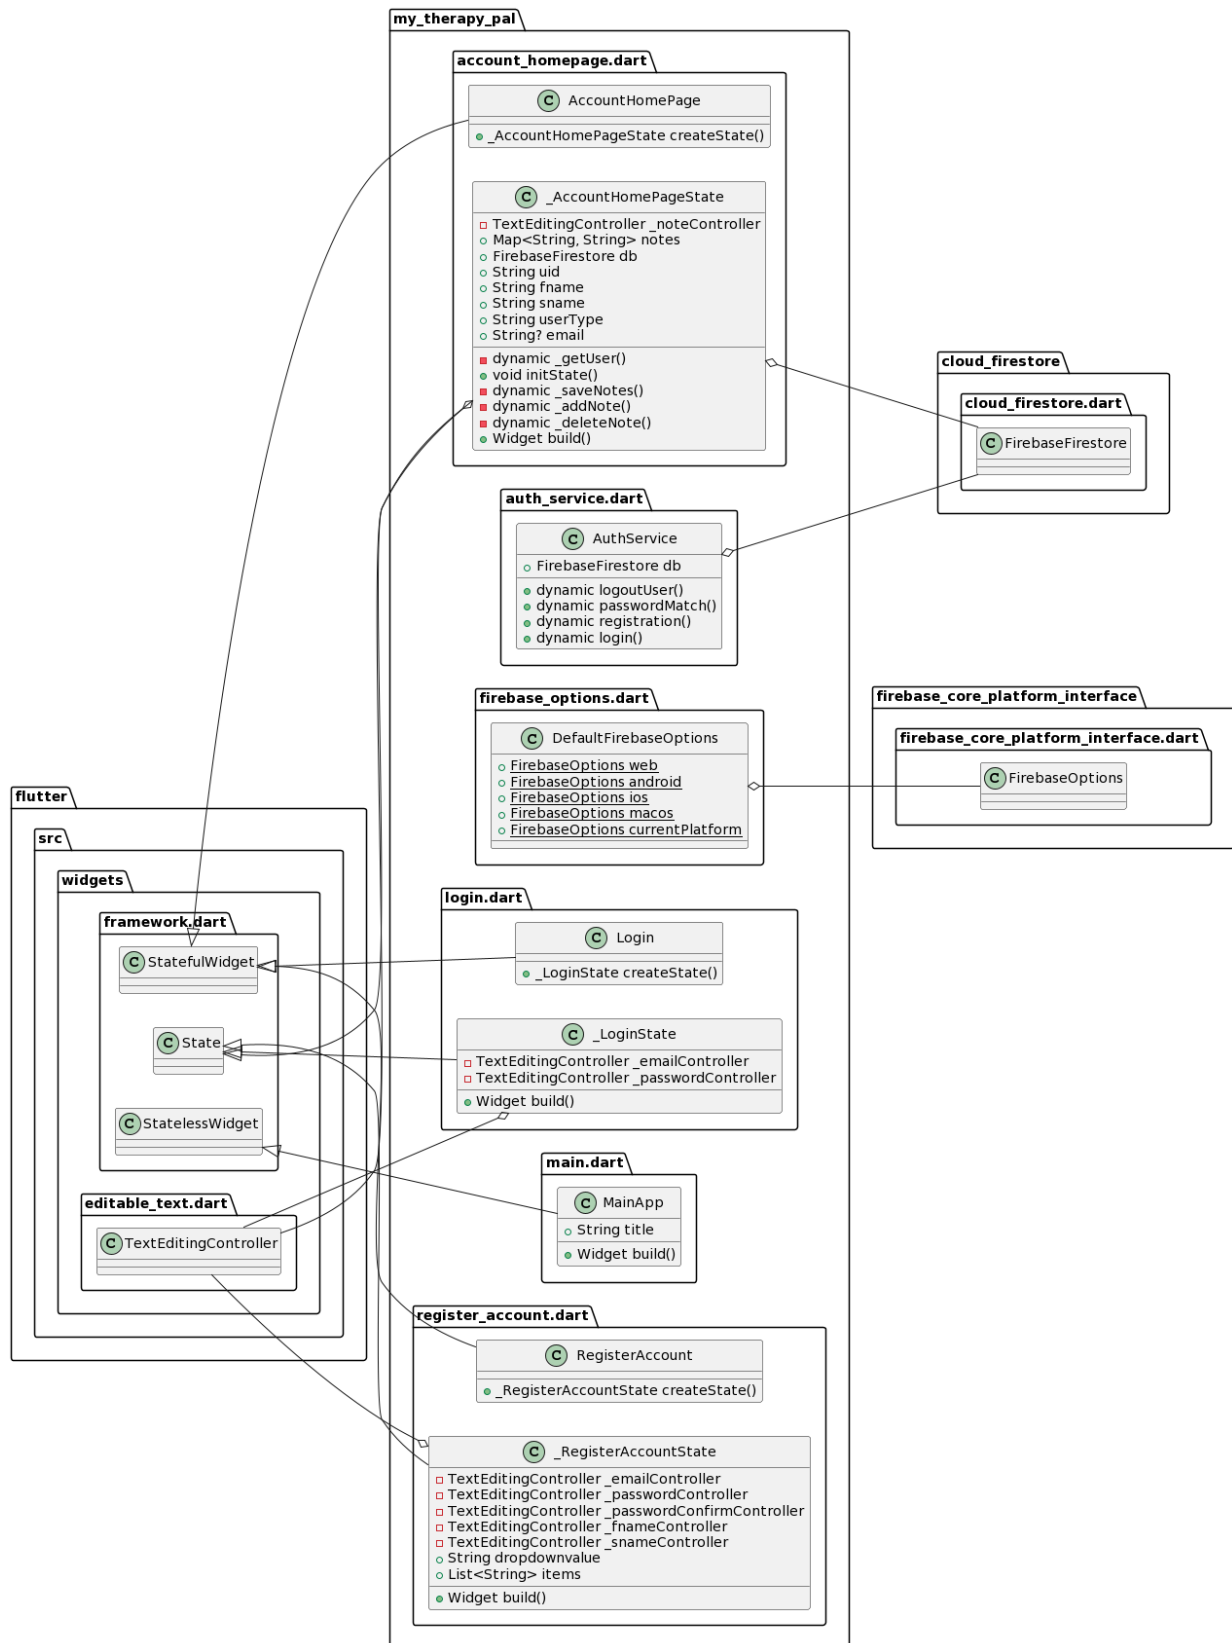 my_therapy_pal
account_homepage.dart
C AccountHomePage
_AccountHomePageState createState()
C _AccountHomePageState
TextEditingController _noteController
Map<String, String> notes
FirebaseFirestore db
String uid
String fname
String sname
String userType
String? email
dynamic _getUser()
void initState()
dynamic _saveNotes()
dynamic _addNote()
dynamic _deleteNote()
Widget build()
cloud_firestore
cloud_firestore.dart
C FirebaseFirestore
auth_service.dart
C AuthService
FirebaseFirestore db
dynamic logoutUser()
dynamic passwordMatch()
dynamic registration()
dynamic login()
firebase_options.dart
C DefaultFirebaseOptions
FirebaseOptions web
FirebaseOptions android
FirebaseOptions ios
FirebaseOptions macos
FirebaseOptions currentPlatform
firebase_core_platform_interface
firebase_core_platform_interface.dart
C FirebaseOptions
flutter
src
widgets
framework.dart
C StatefulWidget
C State
C StatelessWidget
editable_text.dart
C TextEditingController
login.dart
C Login
_LoginState createState()
C _LoginState
TextEditingController _emailController
TextEditingController _passwordController
Widget build()
main.dart
C MainApp
String title
Widget build()
register_account.dart
C RegisterAccount
_RegisterAccountState createState()
C _RegisterAccountState
TextEditingController _emailController
TextEditingController _passwordController
TextEditingController _passwordConfirmController
TextEditingController _fnameController
TextEditingController _snameController
String dropdownvalue
List<String> items
Widget build()